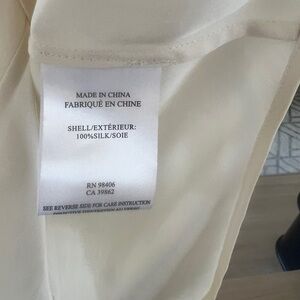 MADE IN CHINA
FABRIQUÉ EN CHINE
SHELL/EXTÉRIEUR:
100%SILK/SOIE
RN 98406
CA 39862
SEE REVERSE SIDE FOR CARE INSTRUCTION